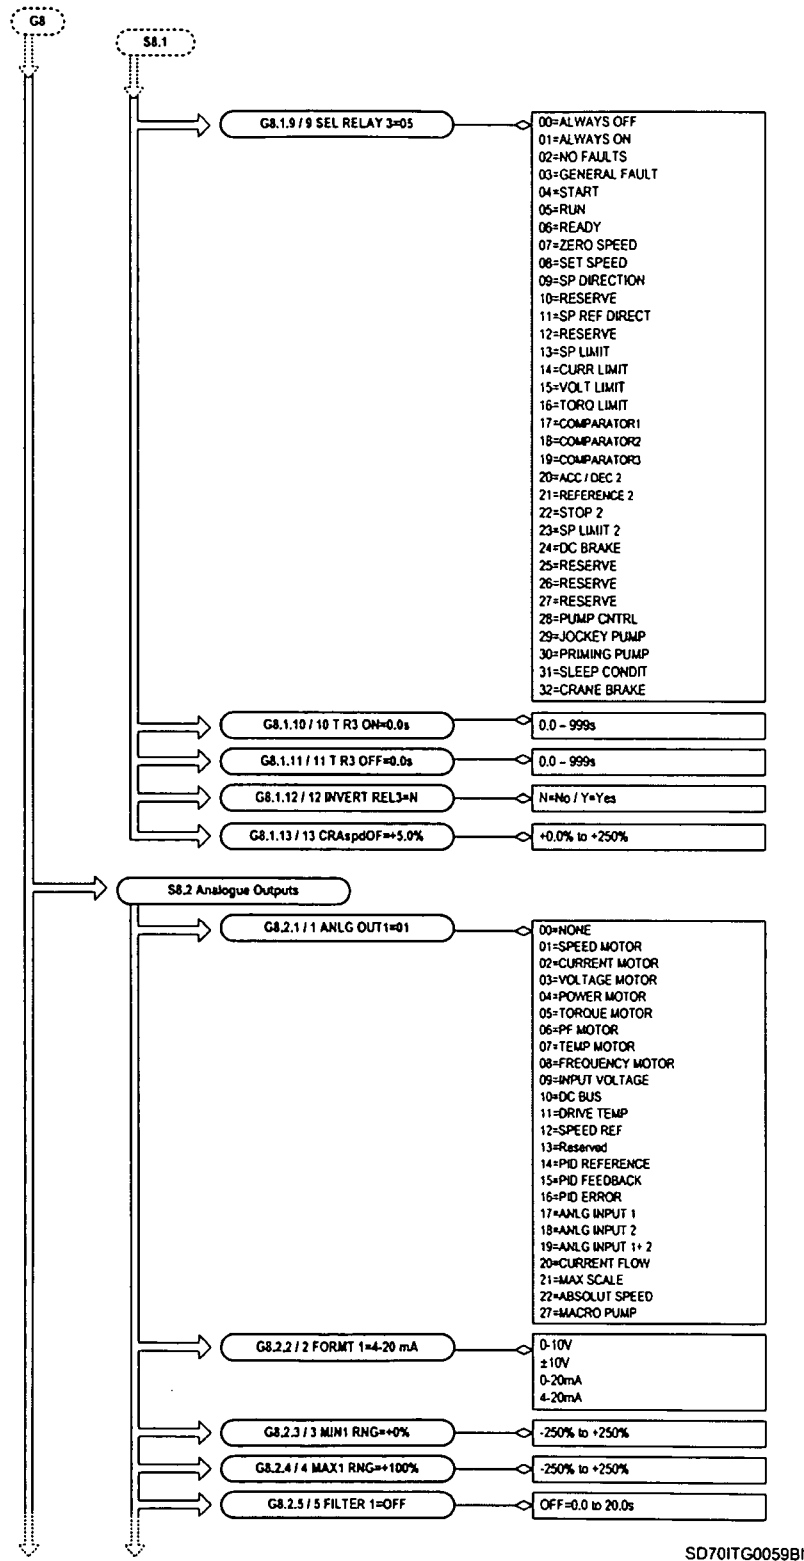 G8
S8.1
G8.1.9 / 9 SEL RELAY 3=05
00=ALWAYS OFF
01=ALWAYS ON
02=NO FAULTS
03=GENERAL FAULT
04=START
05=RUN
06=READY
07=ZERO SPEED
08=SET SPEED
09=SP DIRECTION
10=RESERVE
11=SP REF DIRECT
12=RESERVE
13=SP LIMIT
14=CURR LIMIT
15=VOLT LIMIT
16=TORQ LIMIT
17=COMPARATOR1
18=COMPARATOR2
19=COMPARATOR3
20=ACC / DEC 2
21=REFERENCE 2
22=STOP 2
23=SP LIMIT 2
24=DC BRAKE
25=RESERVE
26=RESERVE
27=RESERVE
28=PUMP CNTRL
29=JOCKEY PUMP
30=PRIMING PUMP
31=SLEEP CONDIT
32=CRANE BRAKE
G8.1.10 / 10 T R3 ON=0.0s
0.0 – 999s
G8.1.11 / 11 T R3 OFF=0.0s
0.0 – 999s
G8.1.12 / 12 INVERT REL3=N
N=No / Y=Yes
G8.1.13 / 13 CRAspdOF=+5.0%
+0.0% to +250%
S8.2 Analogue Outputs
G8.2.1 / 1 ANLG OUT1=01
00=NONE
01=SPEED MOTOR
02=CURRENT MOTOR
03=VOLTAGE MOTOR
04=POWER MOTOR
05=TORQUE MOTOR
06=PF MOTOR
07=TEMP MOTOR
08=FREQUENCY MOTOR
09=INPUT VOLTAGE
10=DC BUS
11=DRIVE TEMP
12=SPEED REF
13=Reserved
14=PID REFERENCE
15=PID FEEDBACK
16=PID ERROR
17=ANLG INPUT 1
18=ANLG INPUT 2
19=ANLG INPUT 1+ 2
20=CURRENT FLOW
21=MAX SCALE
22=ABSOLUT SPEED
27=MACRO PUMP
G8.2.2 / 2 FORMT 1=4-20 mA
0-10V
±10V
0-20mA
4-20mA
G8.2.3 / 3 MIN1 RNG=+0%
-250% to +250%
G8.2.4 / 4 MAX1 RNG=+100%
-250% to +250%
G8.2.5 / 5 FILTER 1=OFF
OFF=0.0 to 20.0s
SD70ITG0059BI